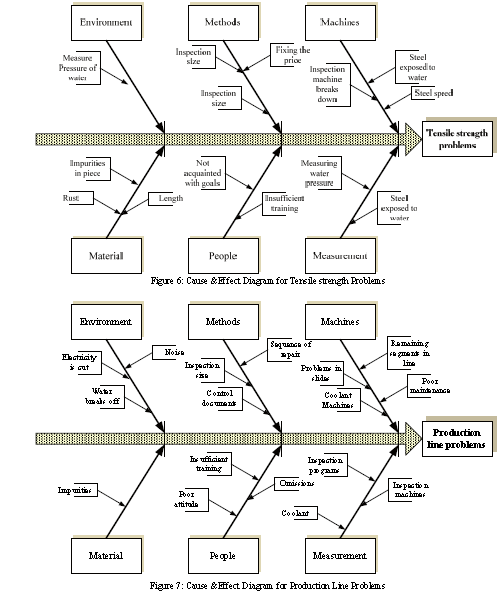 Environment
Methods
Machines
Measure
Pressure of
water
Inspection
size
Fixing the
price
Inspection
size
Inspection
machine
breaks
down
Steel
exposed to
water
Steel speed
Tensile strength
problems
Impurities
in piece
Rust
Length
Not
acquainted
with goals
Insufficient
training
Measuring
water
pressure
Steel
exposed to
water
Material
People
Measurement
Figure 6: Cause & Effect Diagram for Tensile strength Problems
Environment
Methods
Machines
Electricity
is cut
Noise
Water
breaks off
Sequence of
repair
Inspection
size
Control
documents
Remaining
segments in
line
Problems in
slides
Poor
maintenance
Coolant
Machines
Production
line problems
Impurities
Insufficient
training
Omissions
Poor
attitude
Inspection
programs
Inspection
machines
Coolant
Material
People
Measurement
Figure 7: Cause & Effect Diagram for Production Line Problems